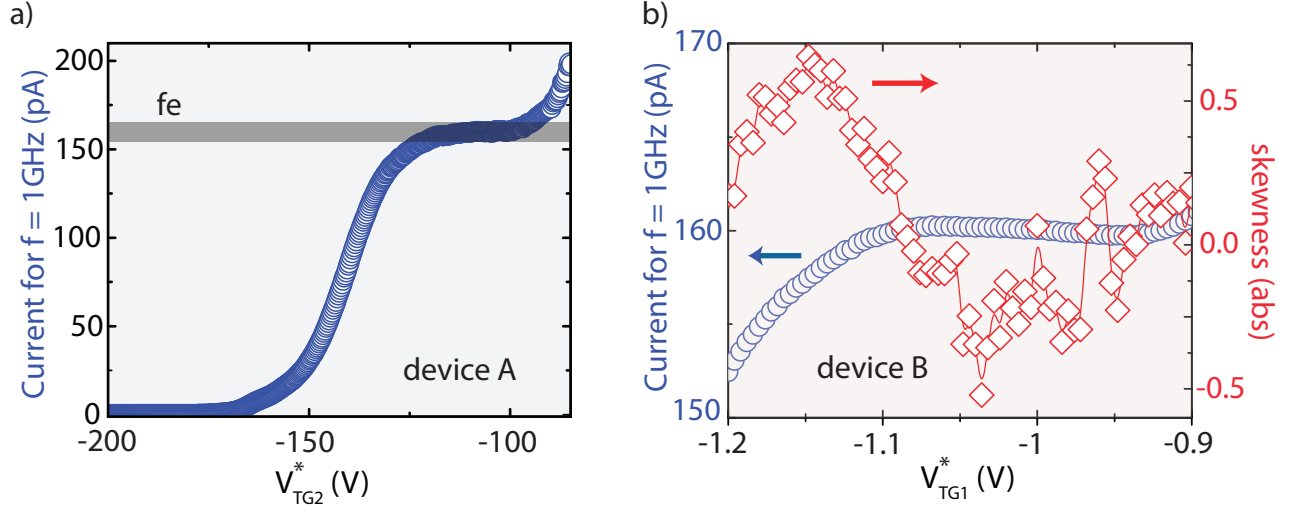 a)
Current for f = 1GHz (pA)
200
150
100
50
0
fe
device A
-200
-150
-100
V*TG2 (V)
b)
Current for f = 1GHz (pA)
170
160
150
device B
0.5
0.0
-0.5
skewness (abs)
-1.2
-1.1
-1
-0.9
V*TG1 (V)